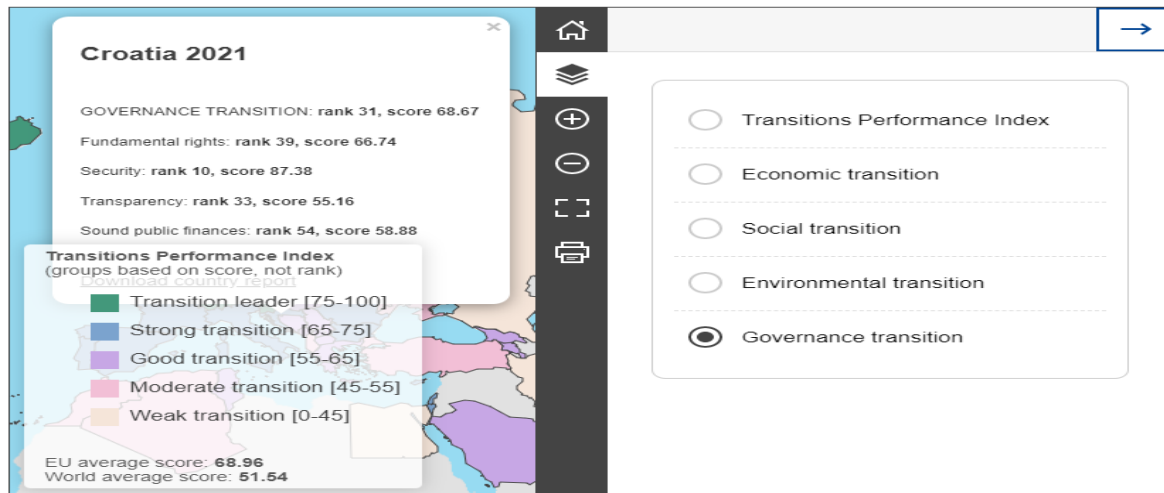 Croatia 2021
GOVERNANCE TRANSITION: rank 31, score 68.67
Fundamental rights: rank 39, score 66.74
Security: rank 10, score 87.38
Transparency: rank 33, score 55.16
Sound public finances: rank 54, score 58.88
Transitions Performance Index
(groups based on score, not rank)
Download country report
Transition leader [75-100]
Strong transition [65-75]
Good transition [55-65]
Moderate transition [45-55]
Weak transition [0-45]
EU average score: 68.96
World average score: 51.54
Transitions Performance Index
Economic transition
Social transition
Environmental transition
Governance transition